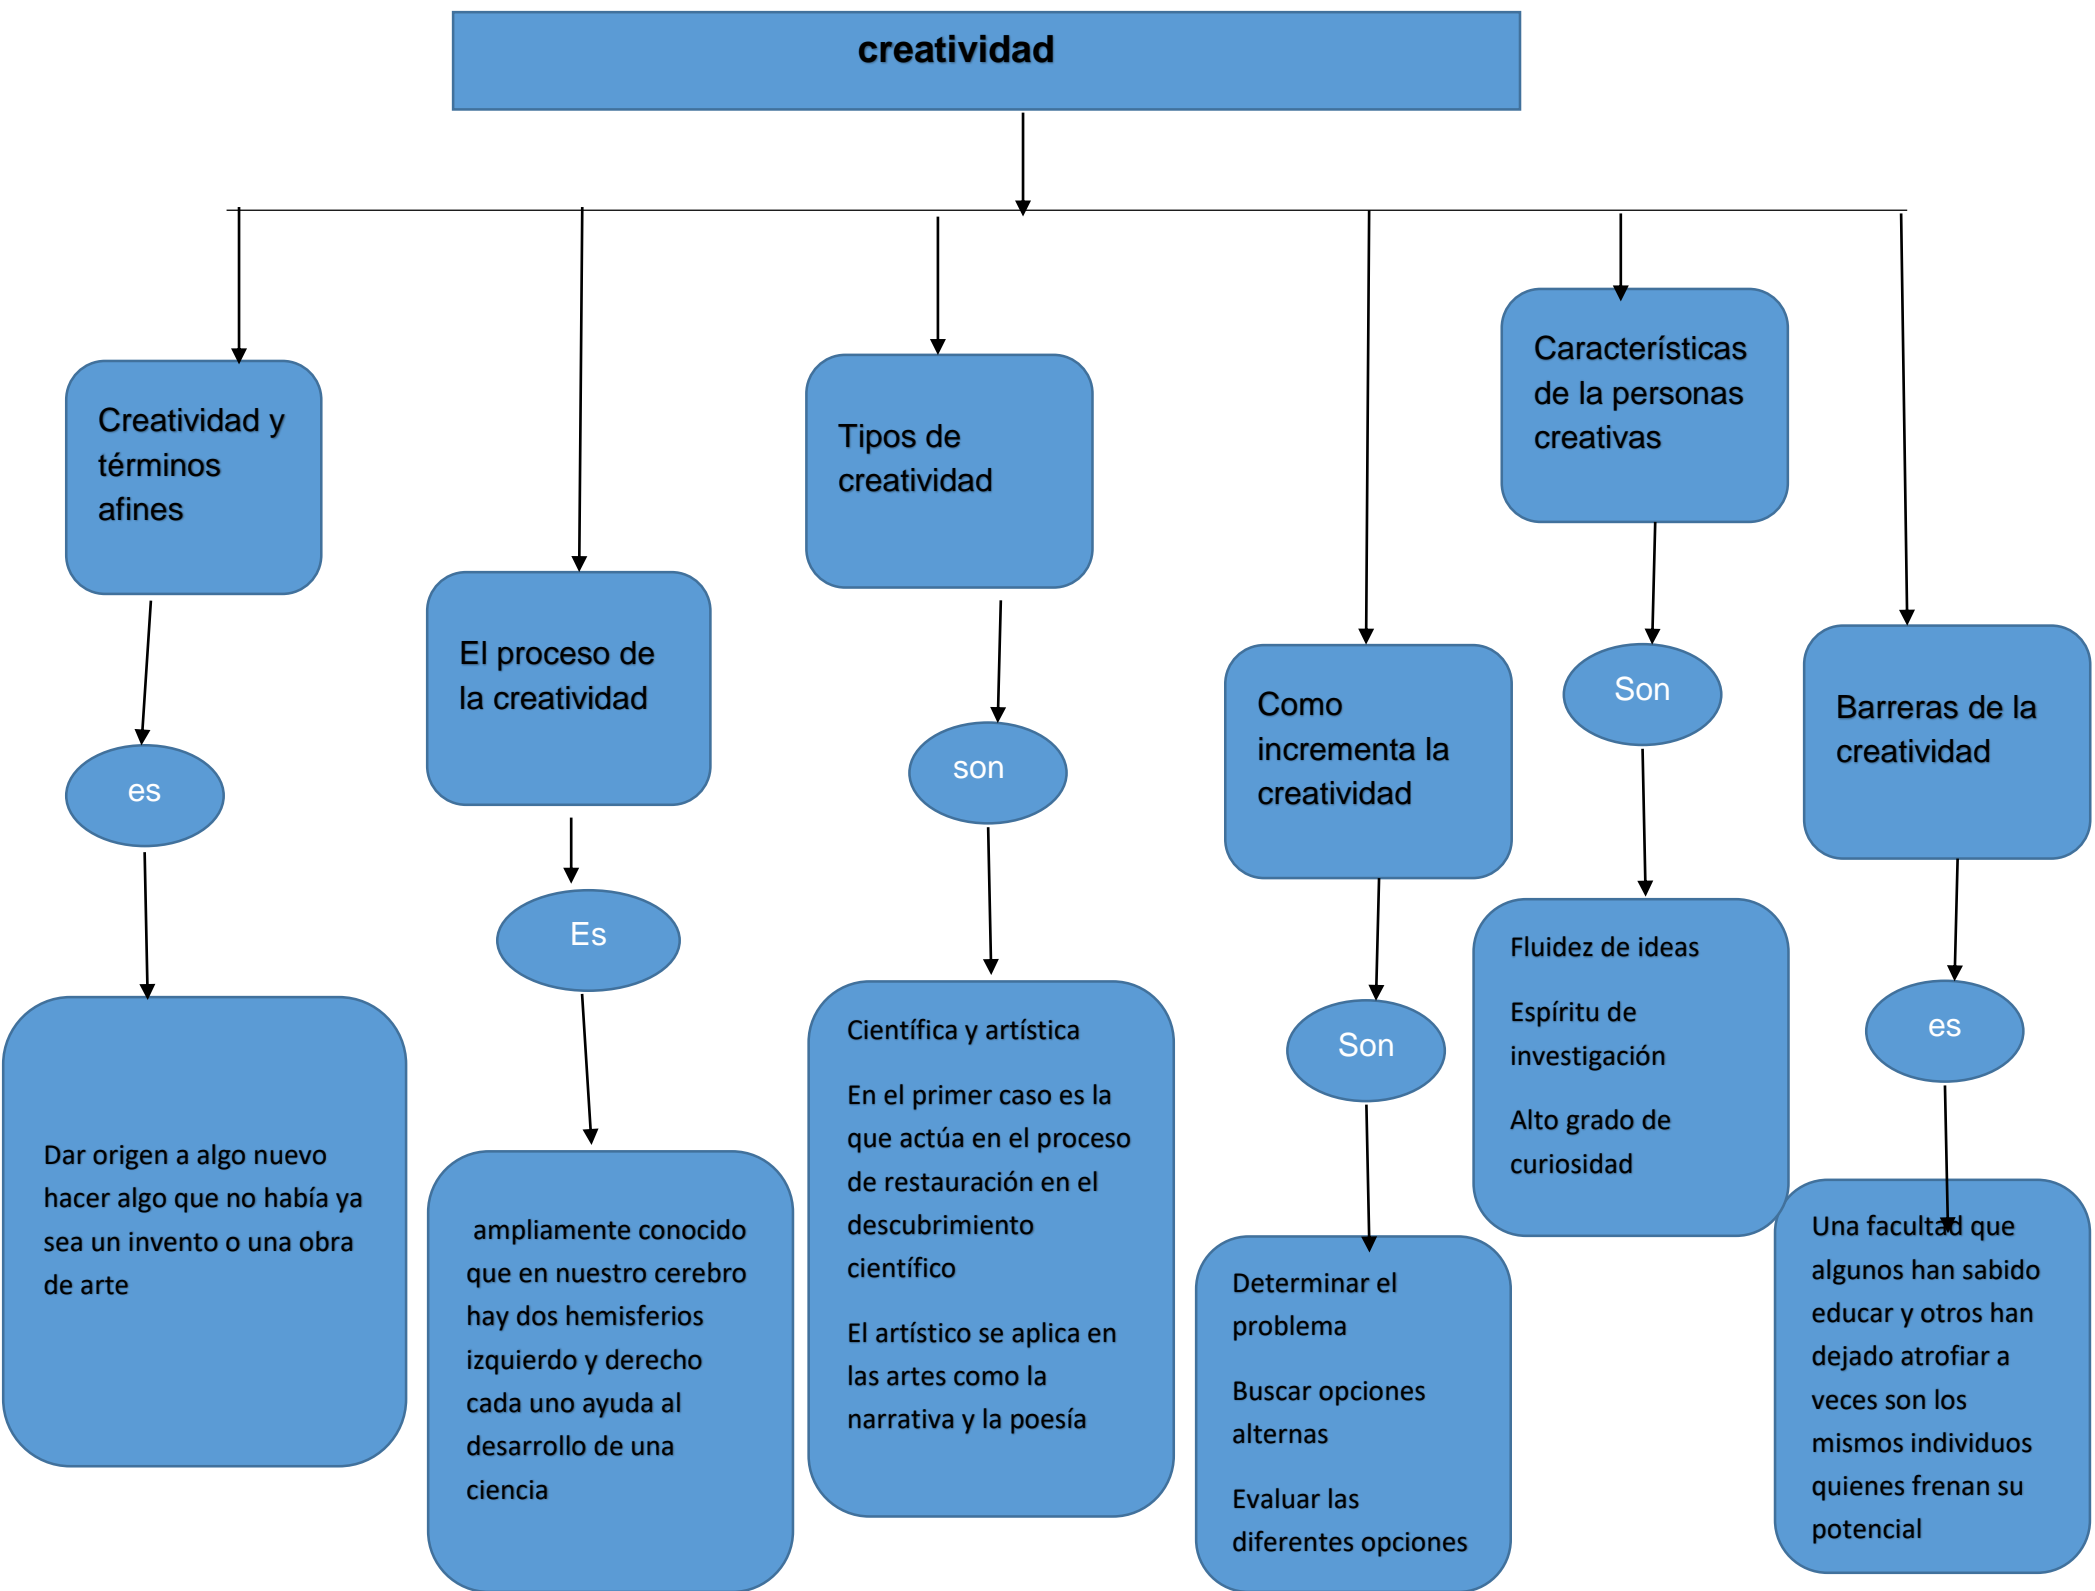 creatividad
Creatividad y
términos
afines
es
Dar origen a algo nuevo
hacer algo que no había ya
sea un invento o una obra
de arte
El proceso de
la creatividad
Es
ampliamente conocido
que en nuestro cerebro
hay dos hemisferios
izquierdo y derecho
cada uno ayuda al
desarrollo de una
ciencia
Tipos de
creatividad
son
Científica y artística
En el primer caso es la
que actúa en el proceso
de restauración en el
descubrimiento
científico
El artístico se aplica en
las artes como la
narrativa y la poesía
Como
incrementa la
creatividad
Son
Determinar el
problema
Buscar opciones
alternas
Evaluar las
diferentes opciones
Características
de la personas
creativas
Son
Fluidez de ideas
Espíritu de
investigación
Alto grado de
curiosidad
Barreras de la
creatividad
es
Una facultad que
algunos han sabido
educar y otros han
dejado atrofiar a
veces son los
mismos individuos
quienes frenan su
potencial